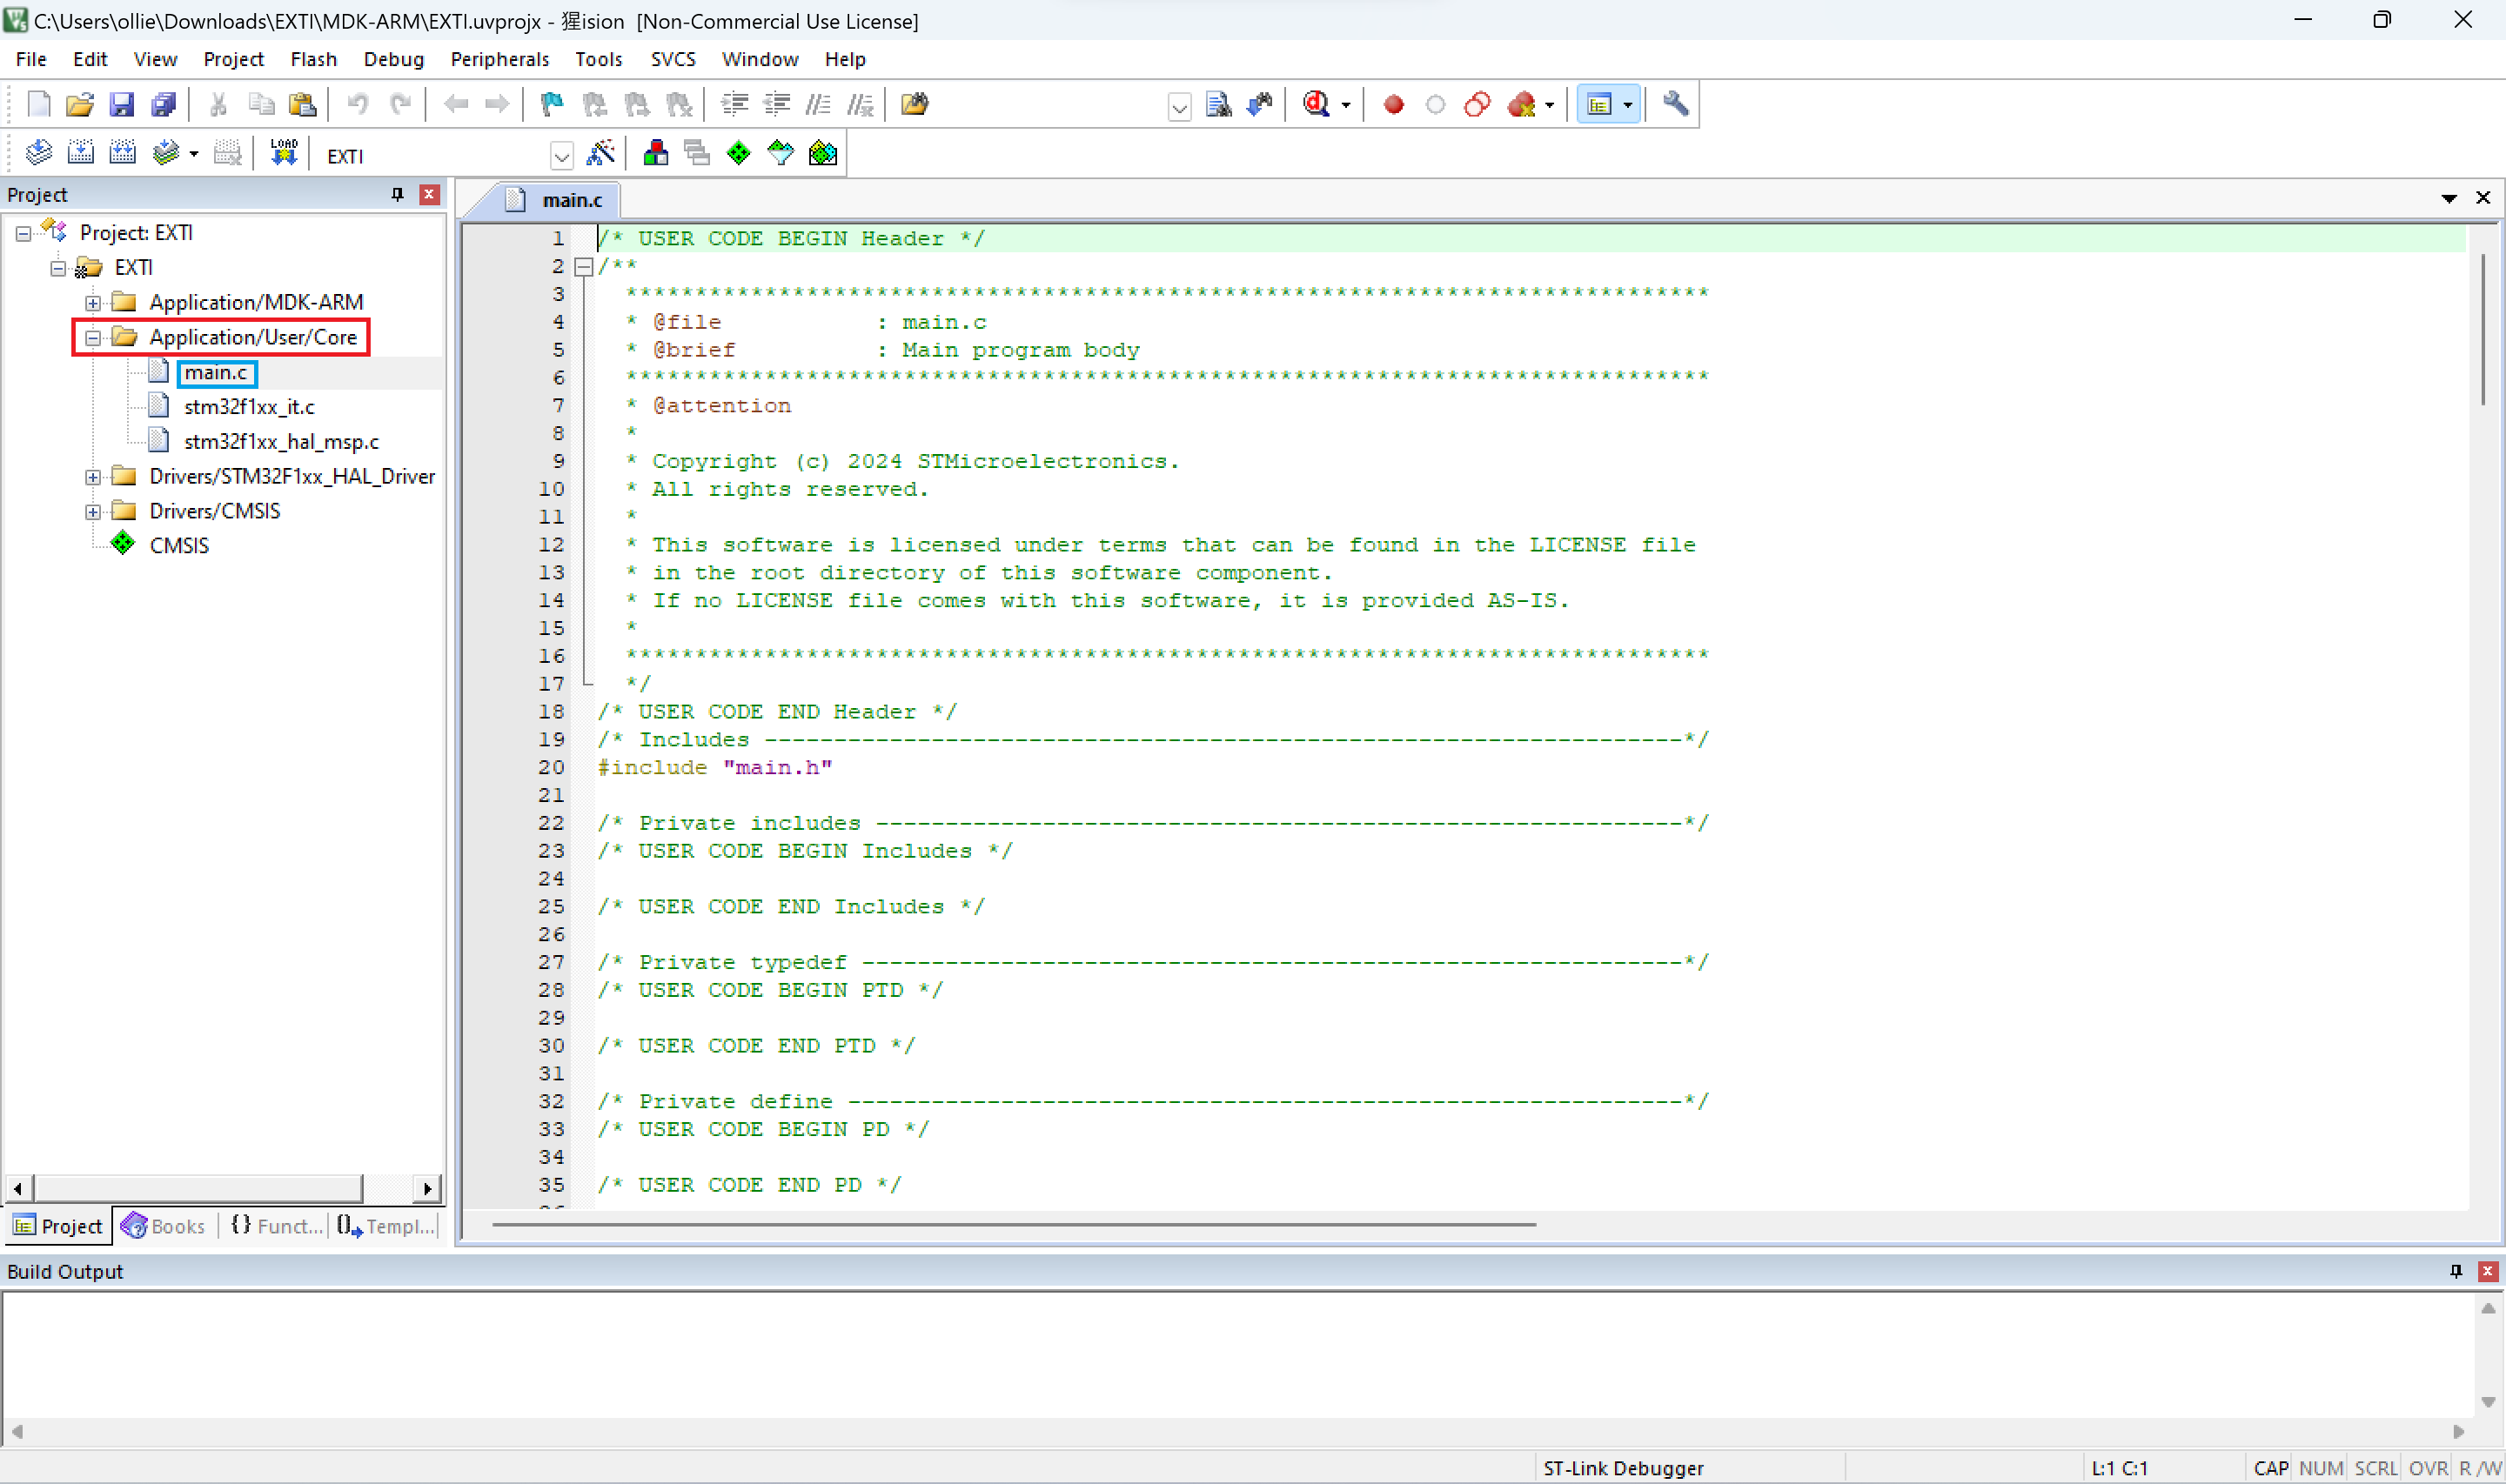 C:\Users\ollie\Downloads\EXTI\MDK-ARM\EXTI.uvprojx - 猩ision [Non-Commercial Use License]
File Edit View Project Flash Debug Peripherals Tools SVCS Window Help
LOAD
EXTI
Project
Project: EXTI
EXTI
Application/MDK-ARM
Application/User/Core
main.c
stm32f1xx_it.c
stm32f1xx_hal_msp.c
Drivers/STM32F1xx_HAL_Driver
Drivers/CMSIS
CMSIS
Project Books {} Funct... Templ...
main.c
1 /* USER CODE BEGIN Header */
2 /**
3 ******************************************************************************
4 * @file : main.c
5 * @brief : Main program body
6 ******************************************************************************
7 * @attention
8 *
9 * Copyright (c) 2024 STMicroelectronics.
10 * All rights reserved.
11 *
12 * This software is licensed under terms that can be found in the LICENSE file
13 * in the root directory of this software component.
14 * If no LICENSE file comes with this software, it is provided AS-IS.
15 *
16 ******************************************************************************
17 */
18 /* USER CODE END Header */
19 /* Includes ------------------------------------------------------------------*/
20 #include "main.h"
21
22 /* Private includes ----------------------------------------------------------*/
23 /* USER CODE BEGIN Includes */
24
25 /* USER CODE END Includes */
26
27 /* Private typedef -----------------------------------------------------------*/
28 /* USER CODE BEGIN PTD */
29
30 /* USER CODE END PTD */
31
32 /* Private define ------------------------------------------------------------*/
33 /* USER CODE BEGIN PD */
34
35 /* USER CODE END PD */
Build Output
ST-Link Debugger L:1 C:1 CAP NUM SCRL OVR R/W